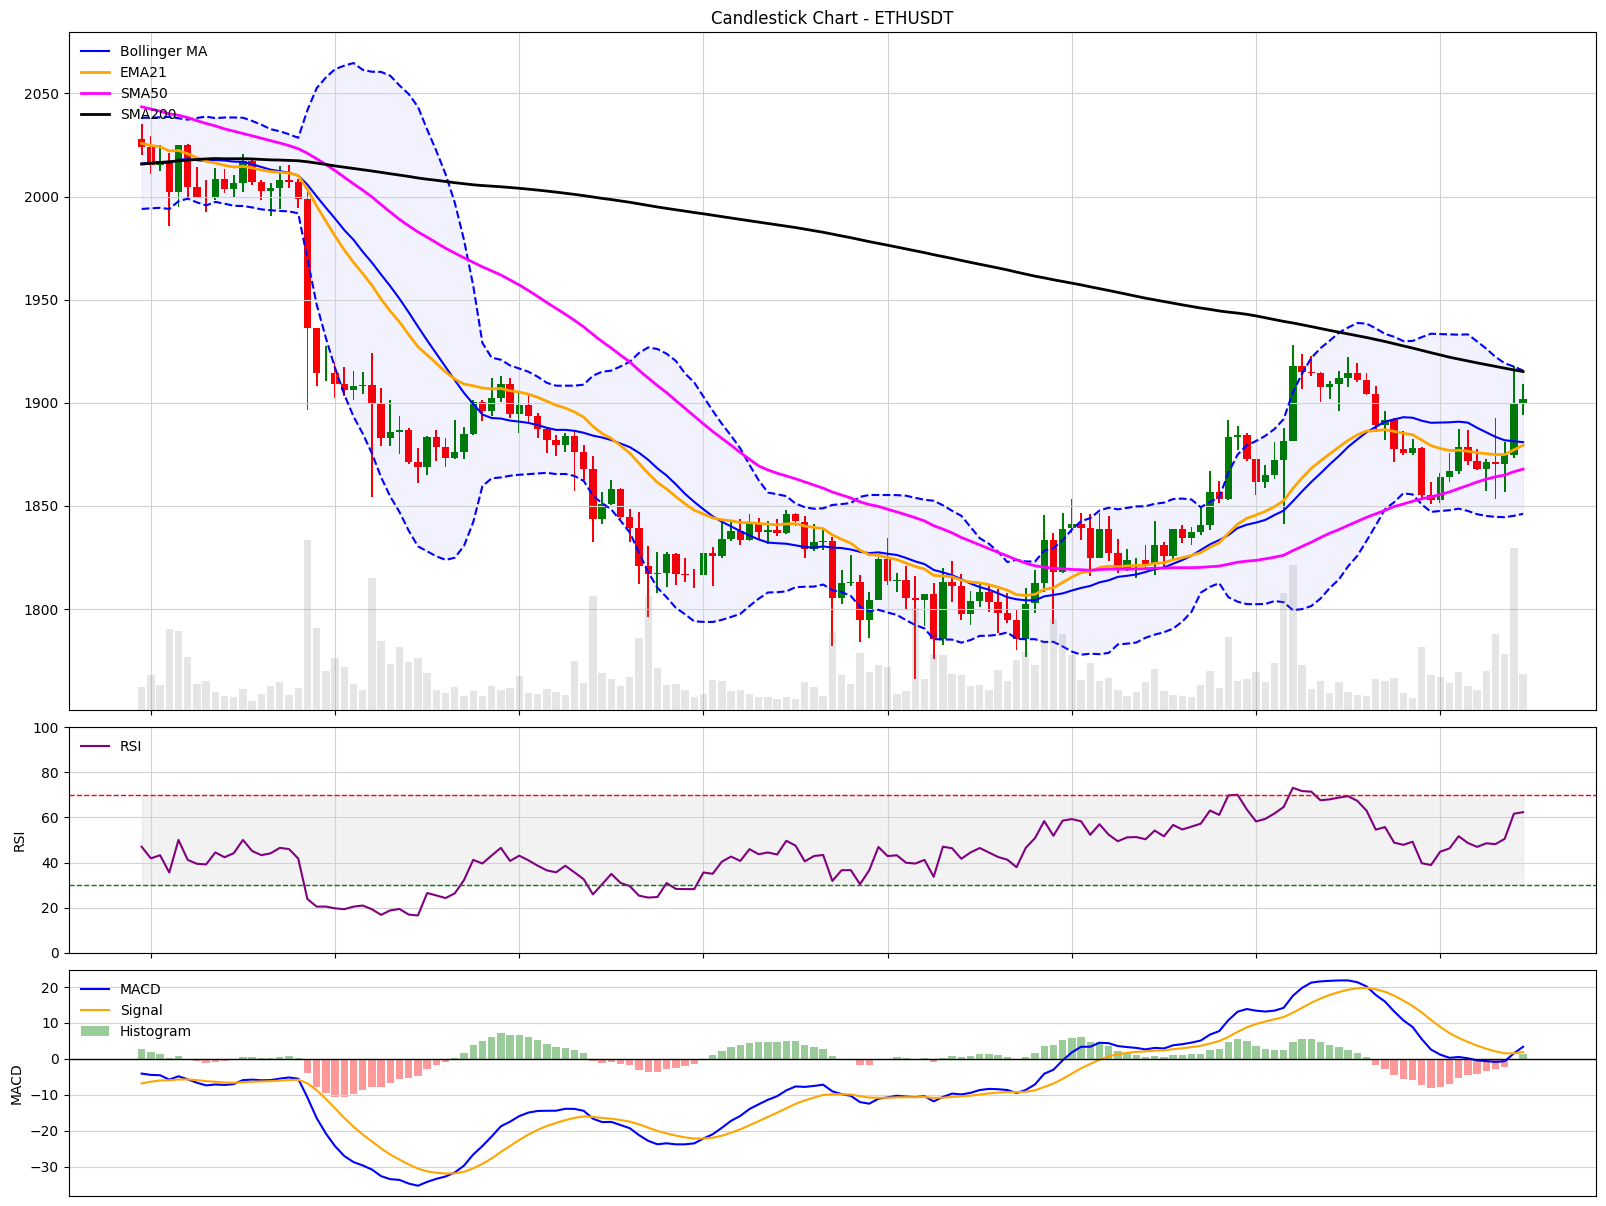 Candlestick Chart - ETHUSDT
Bollinger MA
EMA21
SMA50
SMA200
2050
2000
1950
1900
1850
1800
RSI
100
80
60
40
20
0
RSI
MACD
Signal
Histogram
20
10
0
−10
−20
−30
MACD